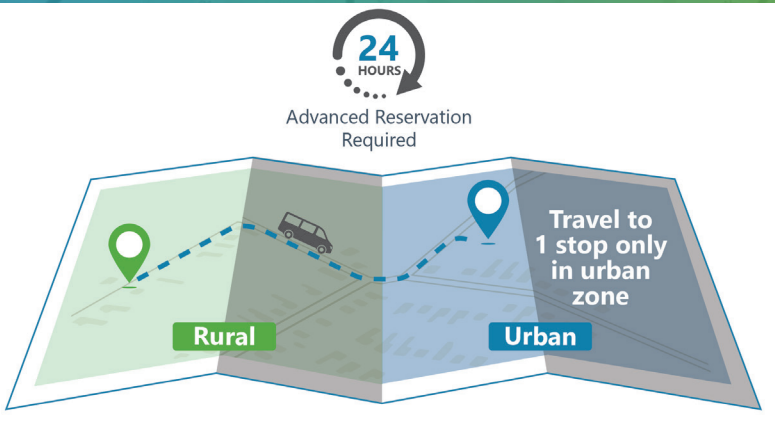 24
HOURS
Advanced Reservation
Required
Travel to
1 stop only
in urban
zone
Rural
Urban